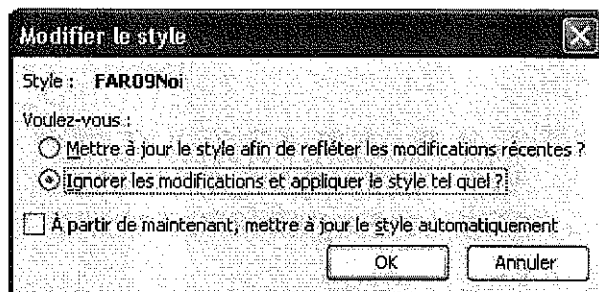 Modifier le style
Style : FAR09Noi
Voulez-vous :
Mettre à jour le style afin de refléter les modifications récentes ?
Ignorer les modifications et appliquer le style tel quel ?
À partir de maintenant, mettre à jour le style automatiquement
OK Annuler